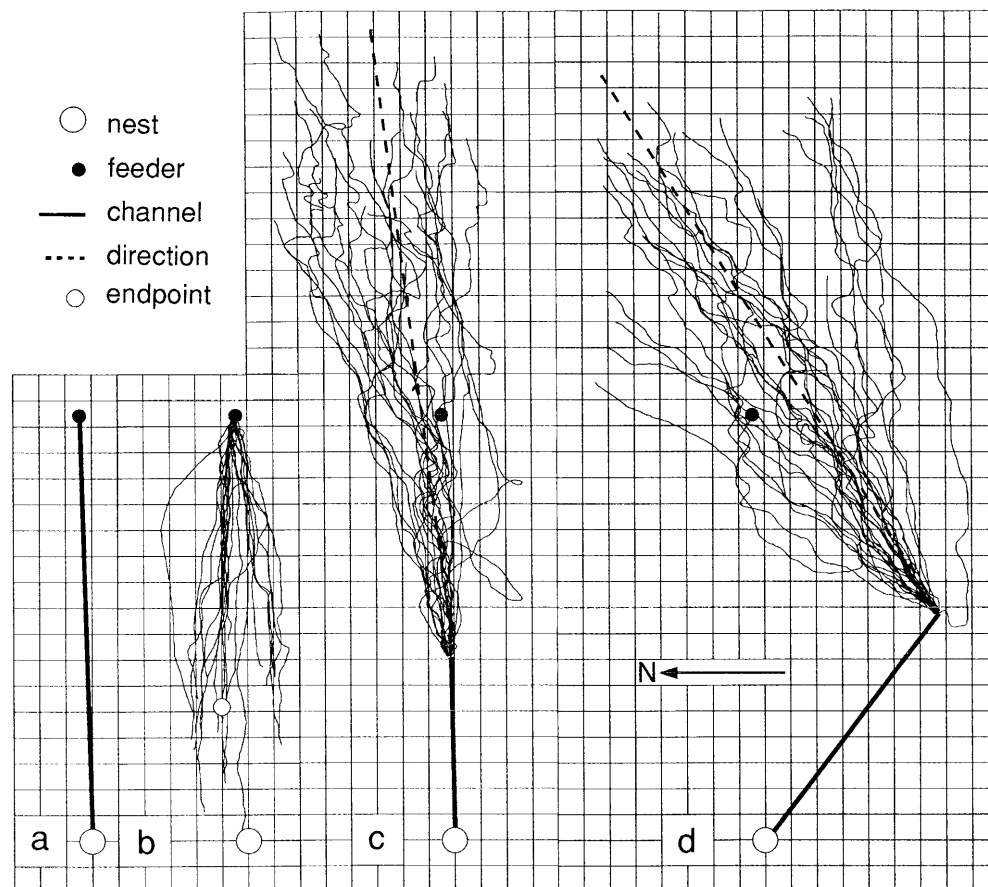 nest
feeder
channel
direction
endpoint
N
a
b
c
d